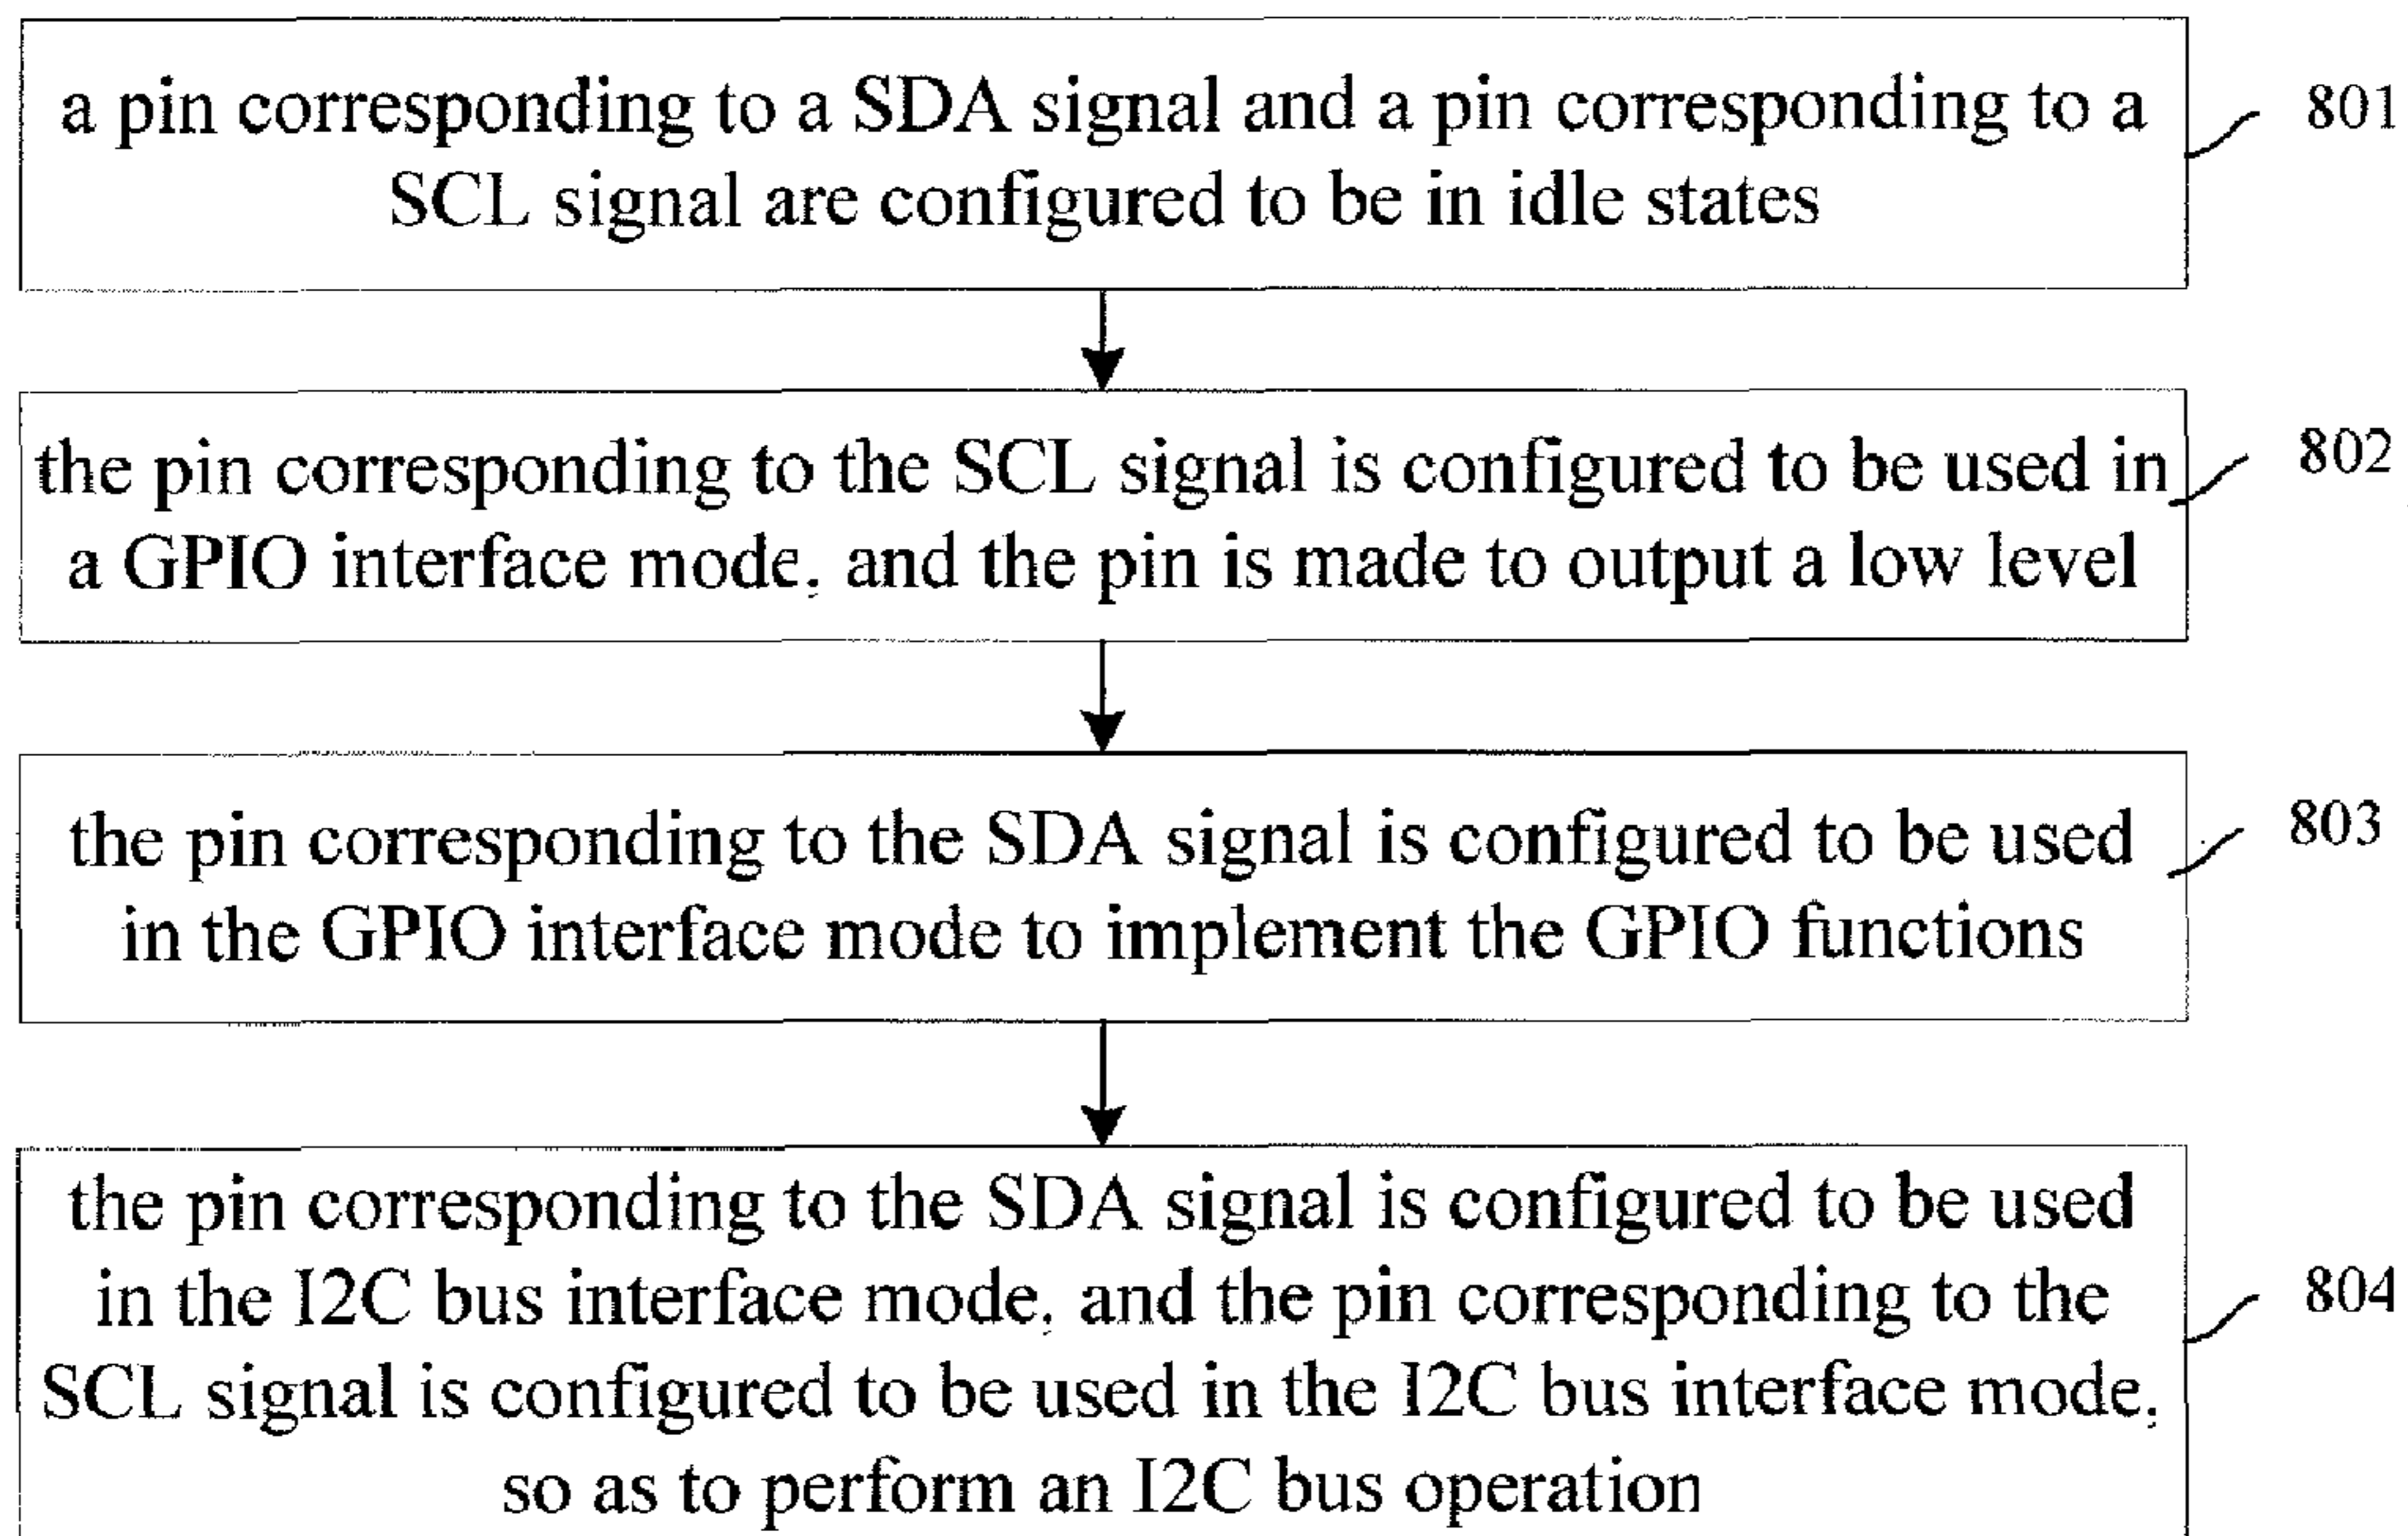 a pin corresponding to a SDA signal and a pin corresponding to a
SCL signal are configured to be in idle states
801
the pin corresponding to the SCL signal is configured to be used in
a GPIO interface mode, and the pin is made to output a low level
802
the pin corresponding to the SDA signal is configured to be used
in the GPIO interface mode to implement the GPIO functions
803
the pin corresponding to the SDA signal is configured to be used
in the I2C bus interface mode, and the pin corresponding to the
SCL signal is configured to be used in the I2C bus interface mode,
so as to perform an I2C bus operation
804